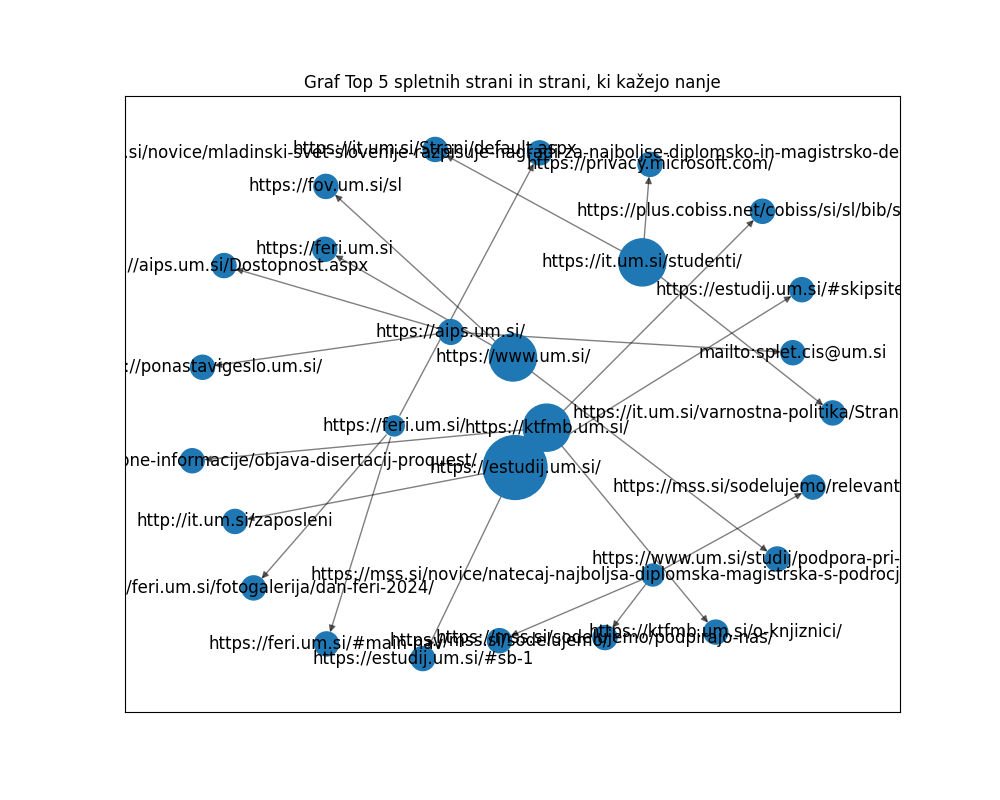 Graf Top 5 spletnih strani in strani, ki kažejo nanje
https://it.um.si/Strani/default.aspx
.si/novice/mladinski-svet-slovenije-razpisuje-nagrado-za-najboljse-diplomsko-in-magistrsko-de
https://privacy.microsoft.com/
https://fov.um.si/sl
https://plus.cobiss.net/cobiss/si/sl/bib/s
https://feri.um.si
//aips.um.si/Dostopnost.aspx
https://it.um.si/studenti/
https://estudij.um.si/#skipsite
https://aips.um.si/
https://www.um.si/
mailto:splet.cis@um.si
://ponastavigeslo.um.si/
https://it.um.si/varnostna-politika/Stran
https://feri.um.si/
https://ktfmb.um.si/
one-informacije/objava-disertacij-proquest/
https://estudij.um.si/
https://mss.si/sodelujemo/relevant
http://it.um.si/zaposleni
https://www.um.si/studij/podpora-pri-
https://mss.si/novice/natecaj-najboljsa-diplomska-magistrska-s-podrocj
/feri.um.si/fotogalerija/dan-feri-2024/
https://ktfmb.um.si/o-knjiznici/
https://feri.um.si/#main-nav
https://mss.si/sodelujemo/
https://mss.si/sodelujemo/podpirajo-nas/
https://estudij.um.si/#sb-1